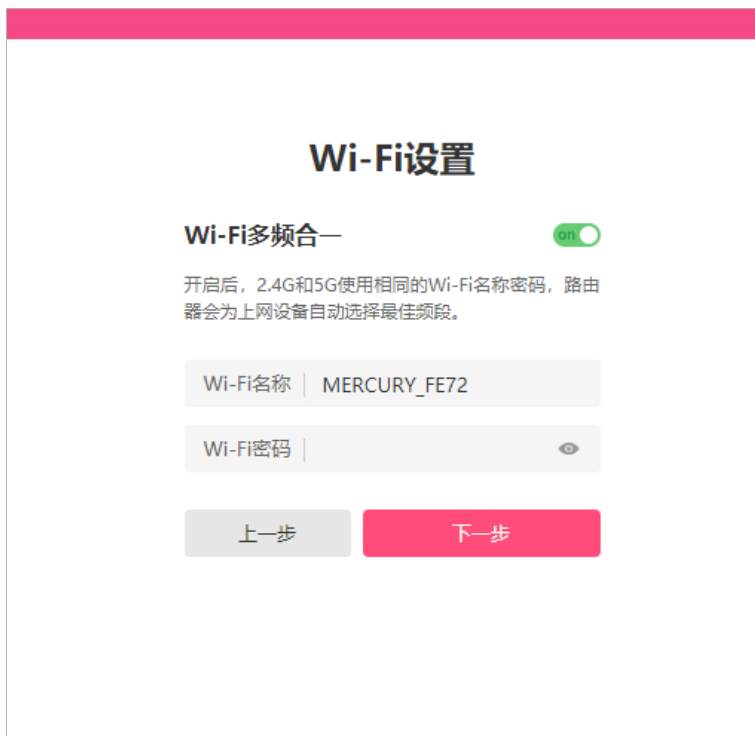 Wi-Fi设置
Wi-Fi多频合一
on
开启后，2.4G和5G使用相同的Wi-Fi名称密码，路由
器会为上网设备自动选择最佳频段。
Wi-Fi名称 MERCURY_FE72
Wi-Fi密码
上一步 下一步